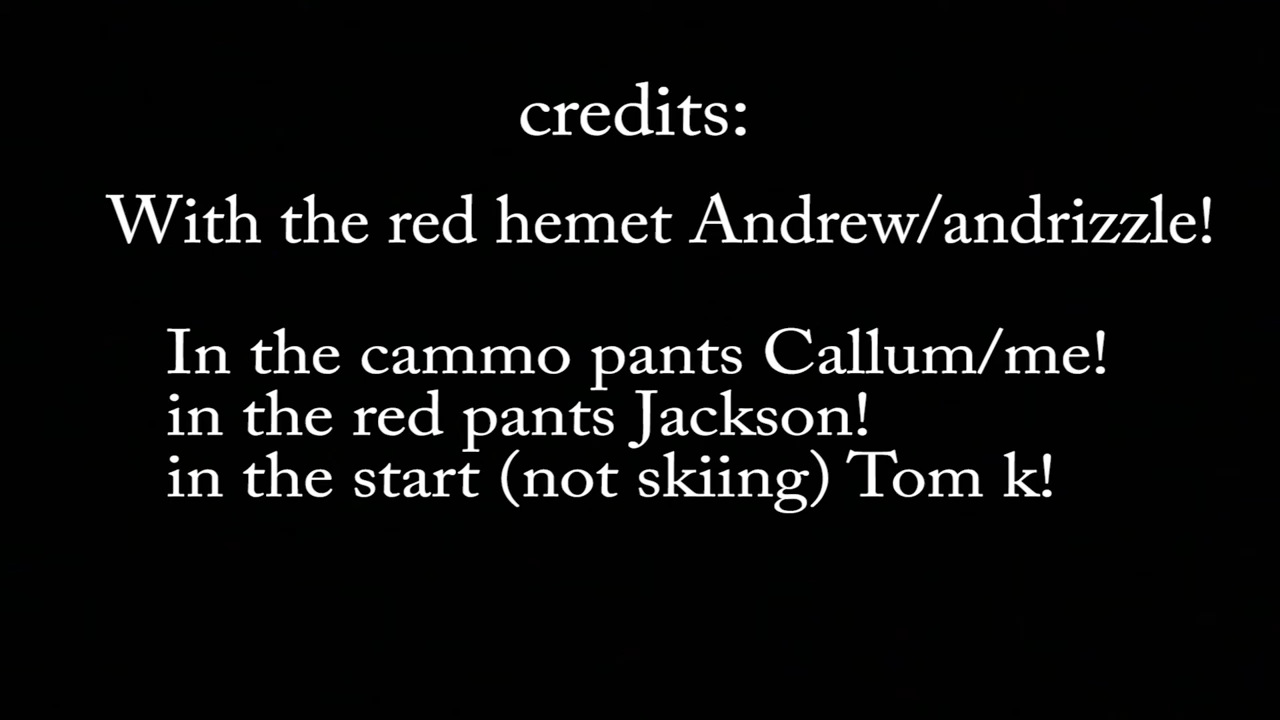 credits:
With the red hemet Andrew/andrizzle!
In the cammo pants Callum/me!
in the red pants Jackson!
in the start (not skiing) Tom k!